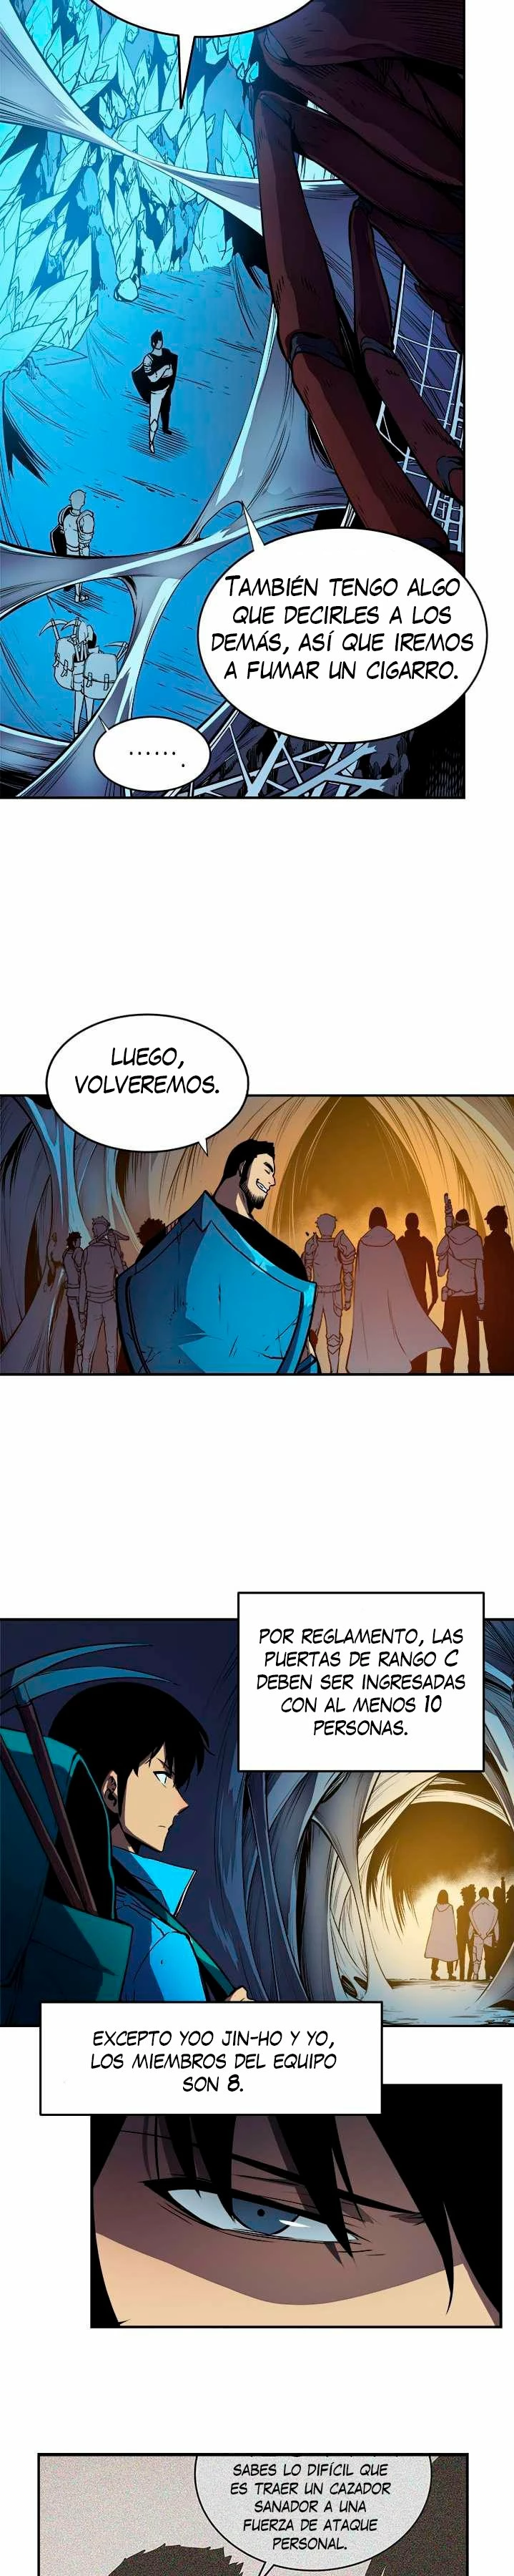 TAMBIÉN TENGO ALGO
QUE DECIRLES A LOS
DEMÁS, ASÍ QUE IREMOS
A FUMAR UN CIGARRO.
.......
LUEGO,
VOLVEREMOS.
POR REGLAMENTO, LAS
PUERTAS DE RANGO C
DEBEN SER INGRESADAS
CON AL MENOS 10
PERSONAS.
EXCEPTO YOO JIN-HO Y YO,
LOS MIEMBROS DEL EQUIPO
SON 8.
SABES LO DIFÍCIL QUE
ES TRAER UN CAZADOR
SANADOR A UNA
FUERZA DE ATAQUE
PERSONAL.